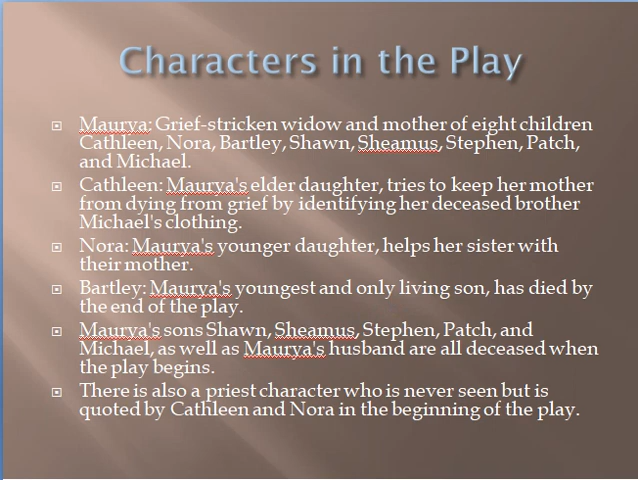 Characters in the Play
Maurya: Grief-stricken widow and mother of eight children
Cathleen, Nora, Bartley, Shawn, Sheamus, Stephen, Patch,
and Michael.
Cathleen: Maurya's elder daughter, tries to keep her mother
from dying from grief by identifying her deceased brother
Michael's clothing.
Nora: Maurya's younger daughter, helps her sister with
their mother.
Bartley: Maurya's youngest and only living son, has died by
the end of the play.
Maurya's sons Shawn, Sheamus, Stephen, Patch, and
Michael, as well as Maurya's husband are all deceased when
the play begins.
There is also a priest character who is never seen but is
quoted by Cathleen and Nora in the beginning of the play.